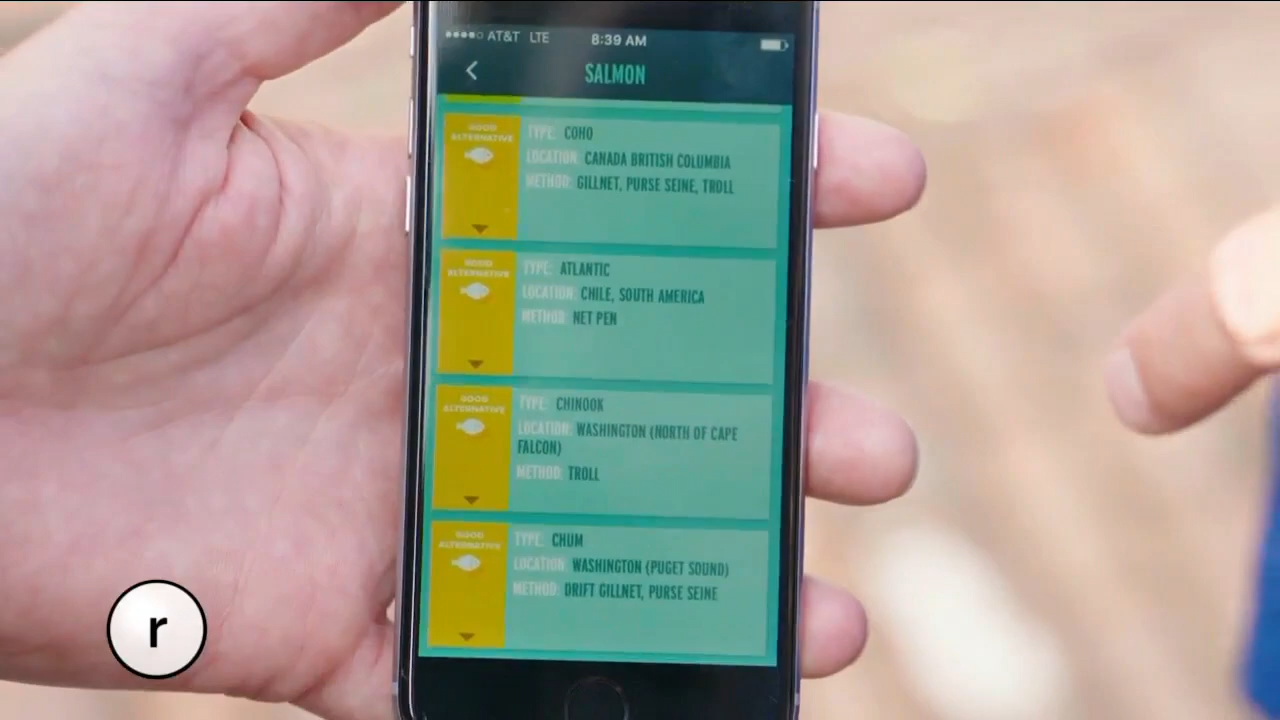 AT&T LTE 8:39 AM
SALMON
GOOD
ALTERNATIVE
TYPE: COHO
LOCATION: CANADA BRITISH COLUMBIA
METHOD: GILLNET, PURSE SEINE, TROLL
GOOD
ALTERNATIVE
TYPE: ATLANTIC
LOCATION: CHILE, SOUTH AMERICA
METHOD: NET PEN
GOOD
ALTERNATIVE
TYPE: CHINOOK
LOCATION: WASHINGTON (NORTH OF CAPE
FALCON)
METHOD: TROLL
GOOD
ALTERNATIVE
TYPE: CHUM
LOCATION: WASHINGTON (PUGET SOUND)
METHOD: DRIFT GILLNET, PURSE SEINE
r